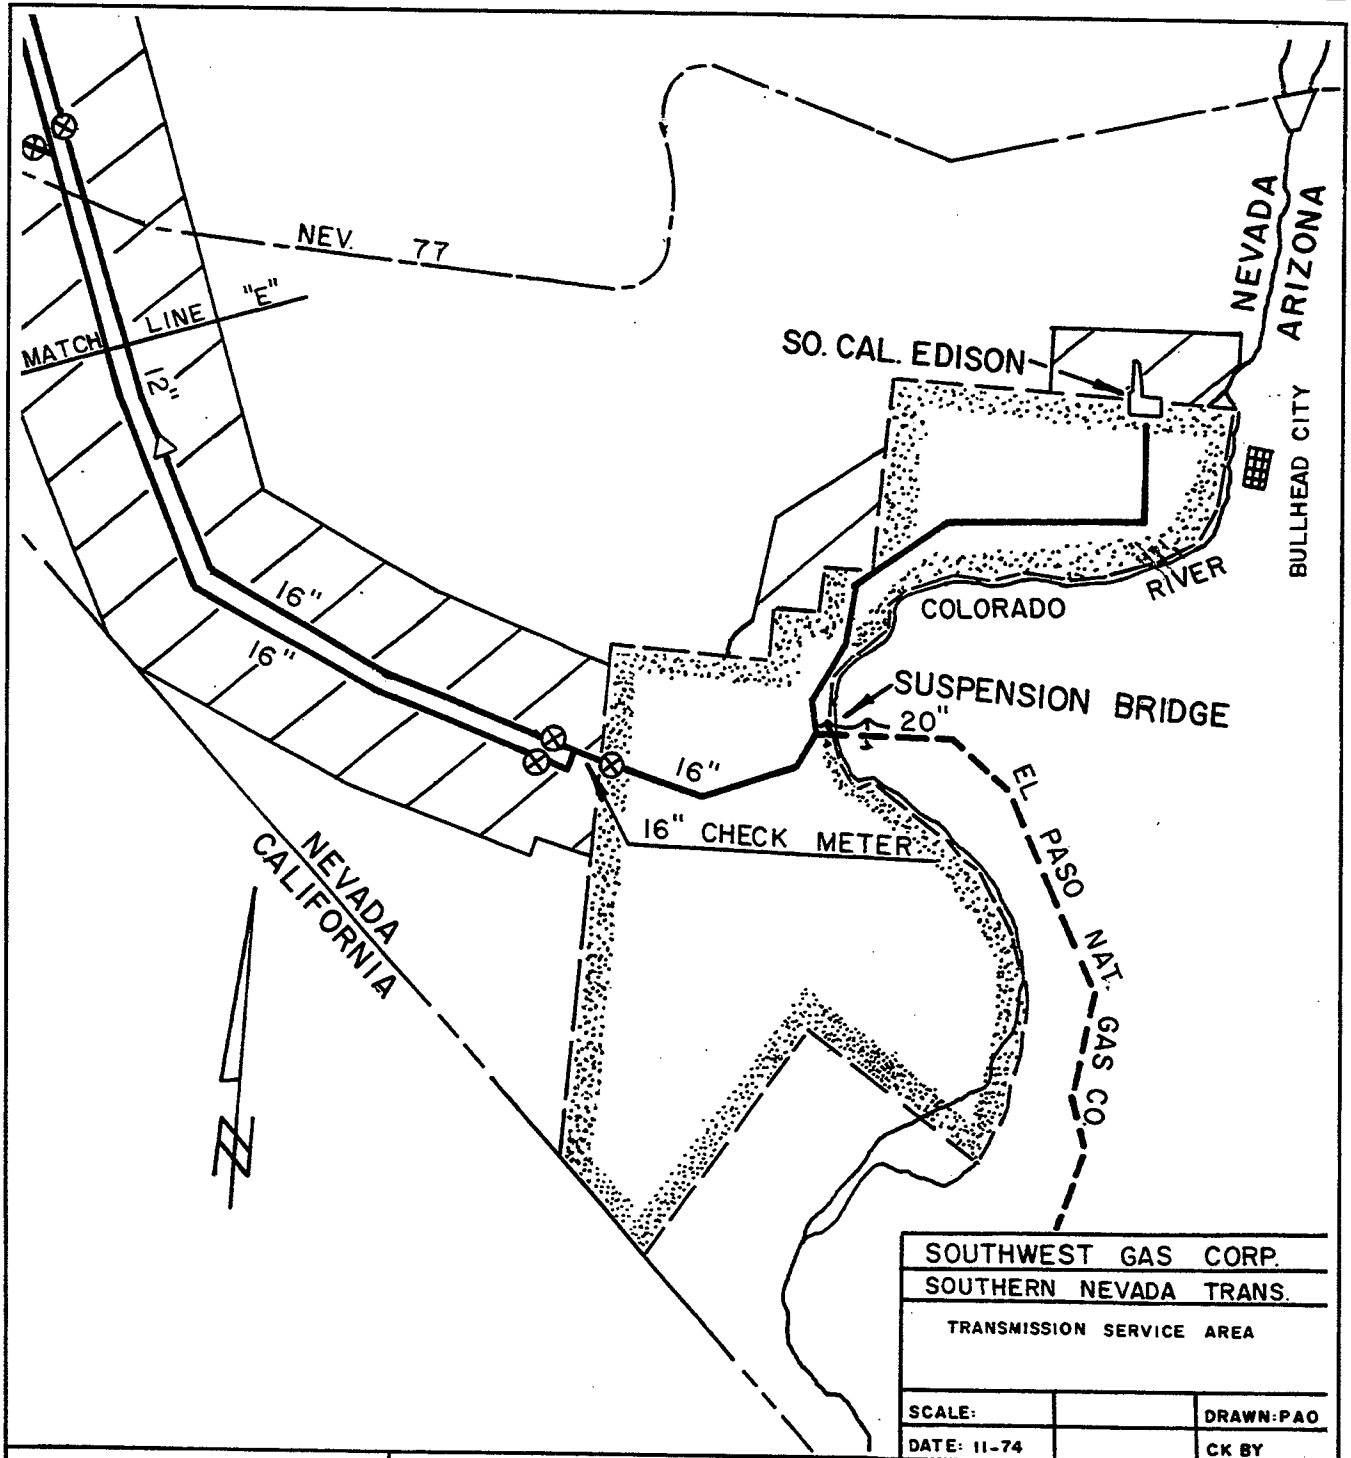 NEV. 77
MATCH LINE "E"
12"
NEVADA
ARIZONA
SO. CAL. EDISON
BULLHEAD CITY
RIVER
COLORADO
16"
16"
SUSPENSION BRIDGE
20"
16"
EL PASO NAT. GAS CO.
16" CHECK METER
NEVADA
CALIFORNIA
N
SOUTHWEST GAS CORP.
SOUTHERN NEVADA TRANS.
TRANSMISSION SERVICE AREA
SCALE:
DRAWN: PAO
DATE: 11-74
CK BY